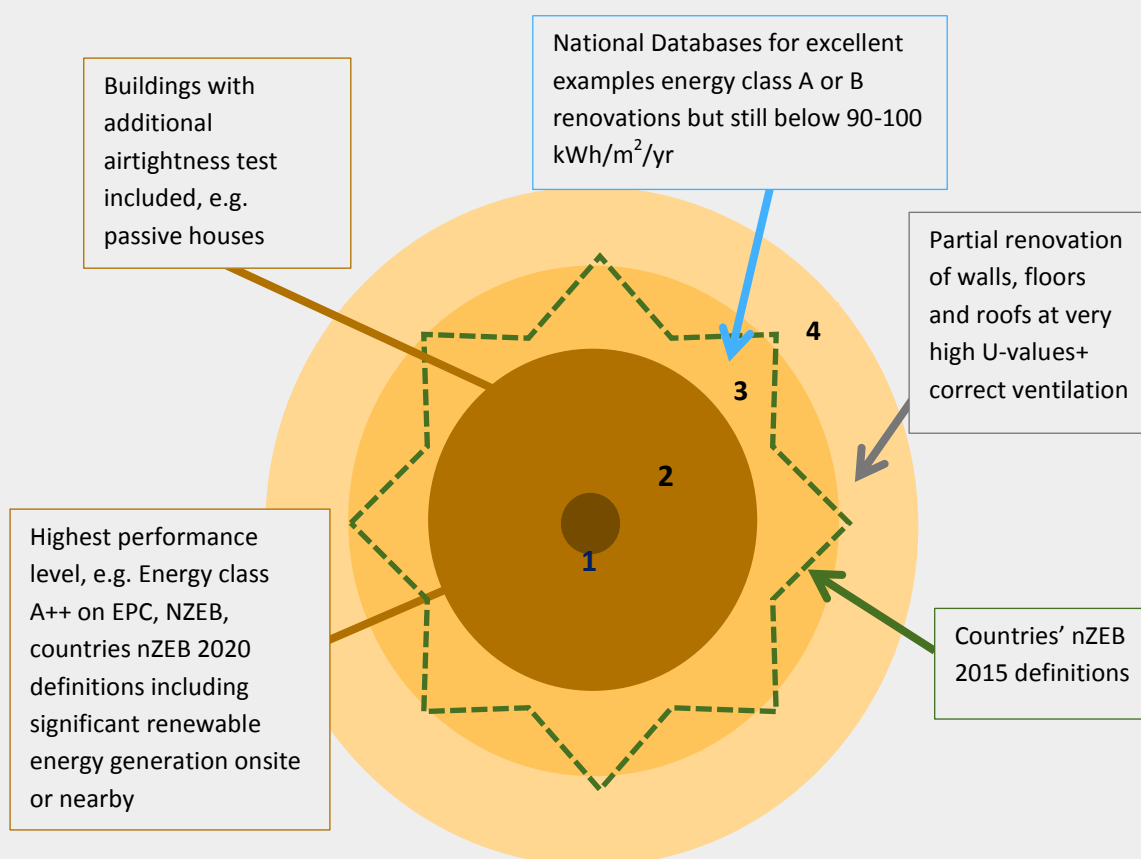 National Databases for excellent
examples energy class A or B
renovations but still below 90-100
kWh/m²/yr
Buildings with
additional
airtightness test
included, e.g.
passive houses
Partial renovation
of walls, floors
and roofs at very
high U-values+
correct ventilation
4
3
2
1
Highest performance
level, e.g. Energy class
A++ on EPC, NZEB,
countries nZEB 2020
definitions including
significant renewable
energy generation onsite
or nearby
Countries’ nZEB
2015 definitions